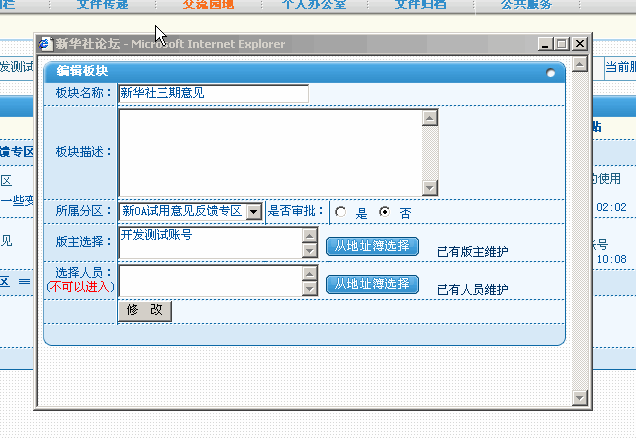 文件传递 交流园地 个人办公室 文件归档 公共服务
新华社论坛 - Microsoft Internet Explorer
发测试
当前服
编辑板块
板块名称：新华社三期意见
板块描述：
所属分区：新OA试用意见反馈专区 是否审批： 是 否
版主选择：开发测试账号 从地址簿选择 已有版主维护
选择人员：
(不可以进入) 从地址簿选择 已有人员维护
修 改
馈专区
区
一些变
见
区
贴
的使用
02:02
账号
10:08